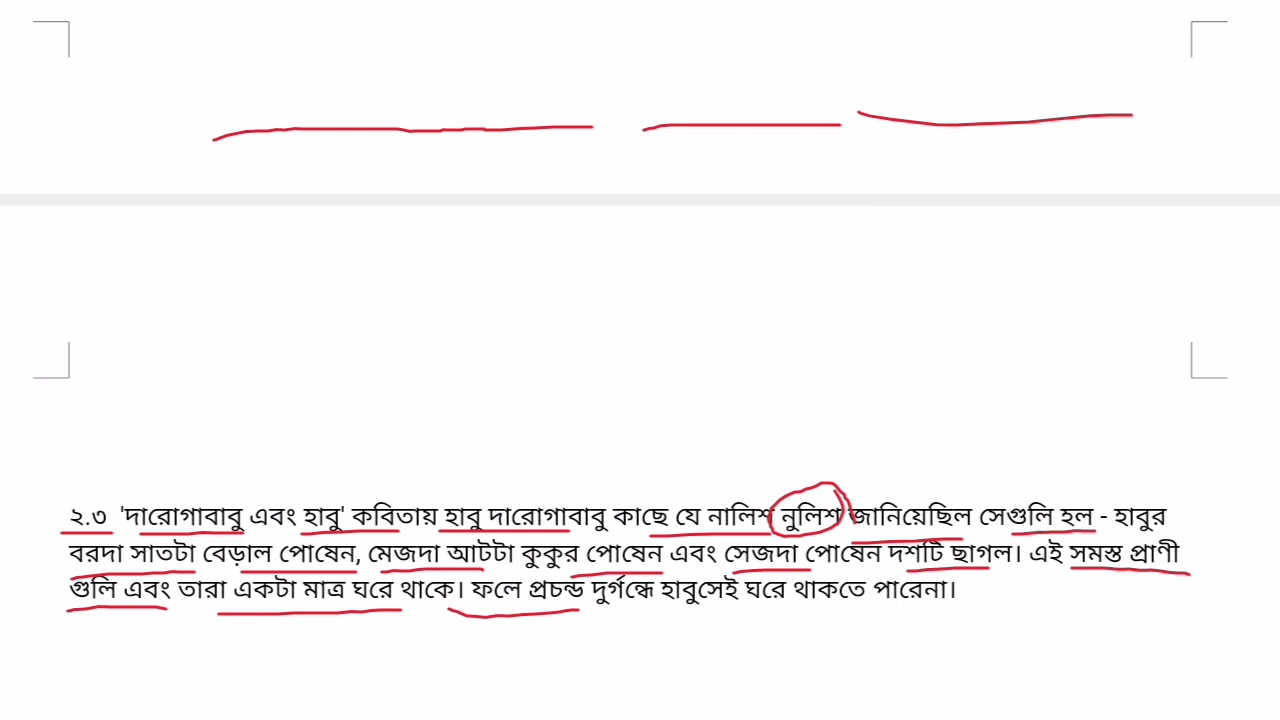 ২.৩ 'দারোগাবাবু এবং হাবু' কবিতায় হাবু দারোগাবাবু কাছে যে নালিশ নুলিশ জানিয়েছিল সেগুলি হল - হাবুর
বরদা সাতটা বেড়াল পোষেন, মেজদা আটটা কুকুর পোষেন এবং সেজদা পোষেন দশটি ছাগল। এই সমস্ত প্রাণী
গুলি এবং তারা একটা মাত্র ঘরে থাকে। ফলে প্রচন্ড দুর্গন্ধে হাবুসেই ঘরে থাকতে পারেনা।